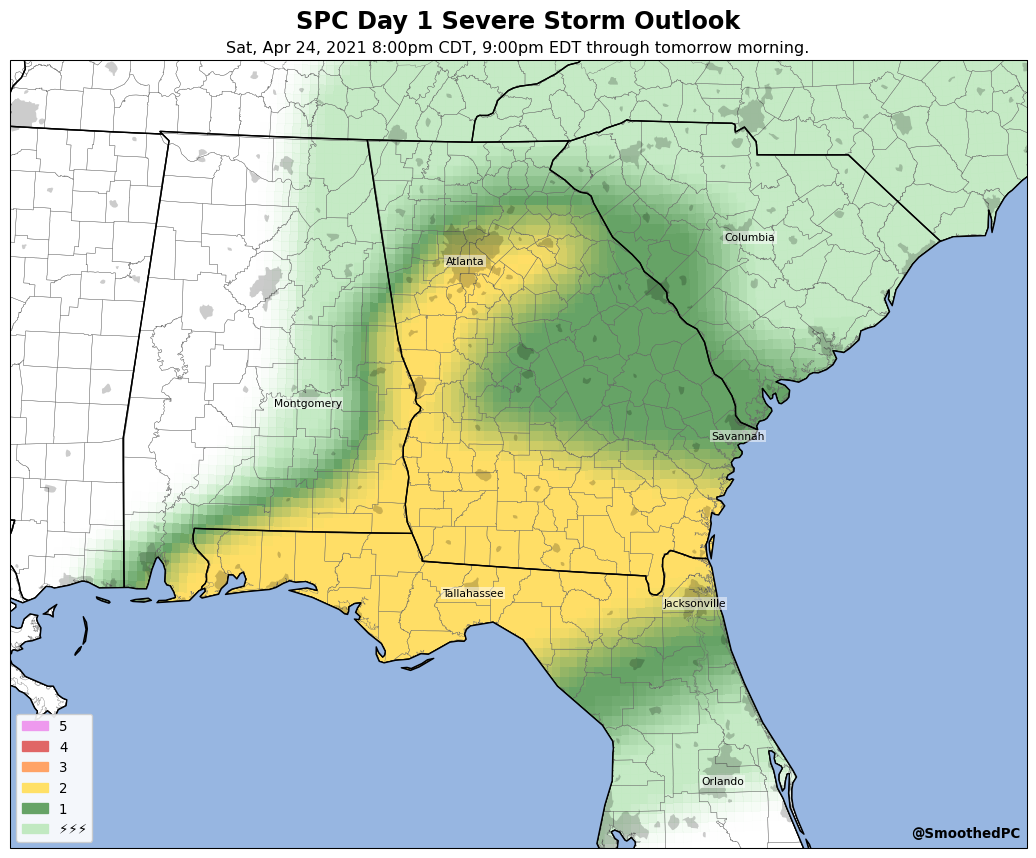 SPC Day 1 Severe Storm Outlook
Sat, Apr 24, 2021 8:00pm CDT, 9:00pm EDT through tomorrow morning.
Columbia
Atlanta
Montgomery
Savannah
Tallahassee
Jacksonville
Orlando
5
4
3
2
1
⚡⚡⚡
@SmoothedPC